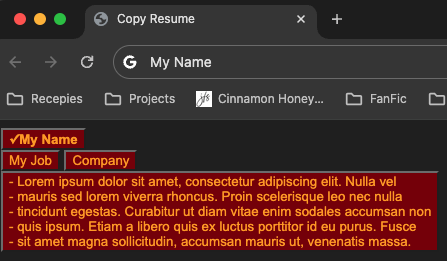 Copy Resume
My Name
Recepies
Projects
Cinnamon Honey...
FanFic
✔My Name
My Job
Company
- Lorem ipsum dolor sit amet, consectetur adipiscing elit. Nulla vel
- mauris sed lorem viverra rhoncus. Proin scelerisque leo nec nulla
- tincidunt egestas. Curabitur ut diam vitae enim sodales accumsan non
- quis ipsum. Etiam a libero quis ex luctus porttitor id eu purus. Fusce
- sit amet magna sollicitudin, accumsan mauris ut, venenatis massa.